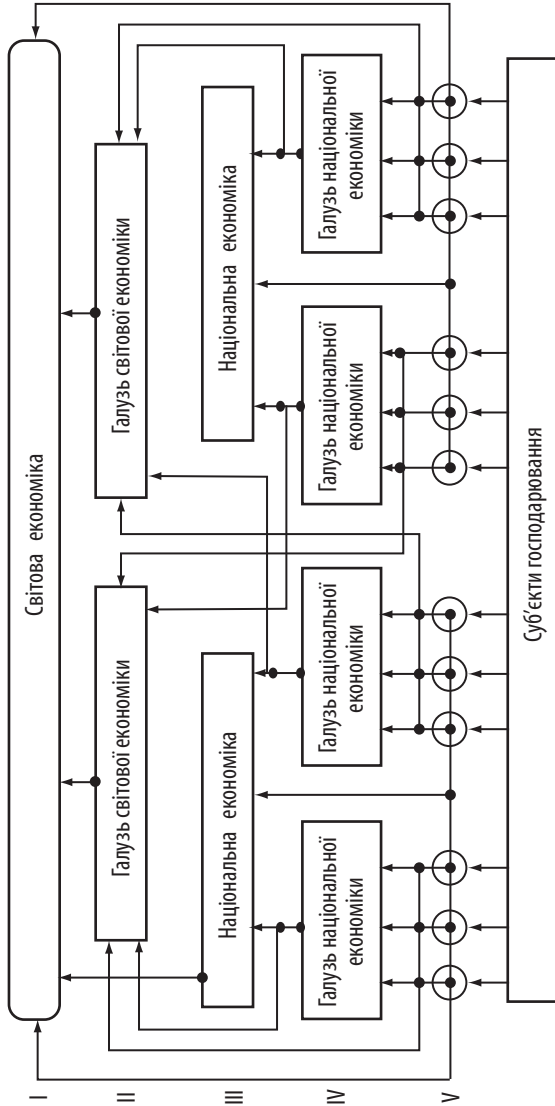 I
Світова економіка
II
Галузь світової економіки
Галузь світової економіки
III
Національна економіка
Національна економіка
IV
Галузь національної
економіки
Галузь національної
економіки
Галузь національної
економіки
Галузь національної
економіки
V
Суб’єкти господарювання